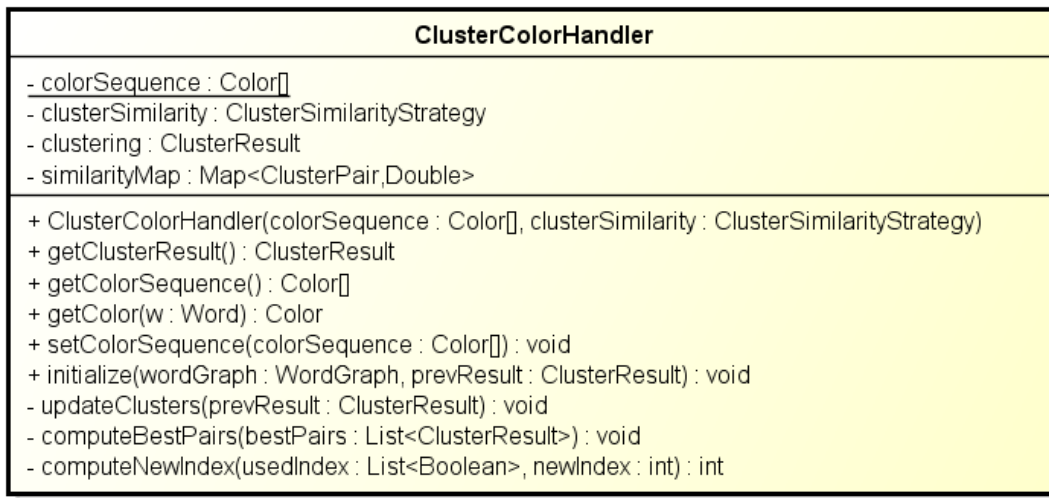 ClusterColorHandler
- colorSequence : Color[]
- clusterSimilarity : ClusterSimilarityStrategy
- clustering : ClusterResult
- similarityMap : Map<ClusterPair,Double>
+ ClusterColorHandler(colorSequence : Color[], clusterSimilarity : ClusterSimilarityStrategy)
+ getClusterResult() : ClusterResult
+ getColorSequence() : Color[]
+ getColor(w : Word) : Color
+ setColorSequence(colorSequence : Color[]) : void
+ initialize(wordGraph : WordGraph, prevResult : ClusterResult) : void
- updateClusters(prevResult : ClusterResult) : void
- computeBestPairs(bestPairs : List<ClusterResult>) : void
- computeNewIndex(usedIndex : List<Boolean>, newIndex : int) : int